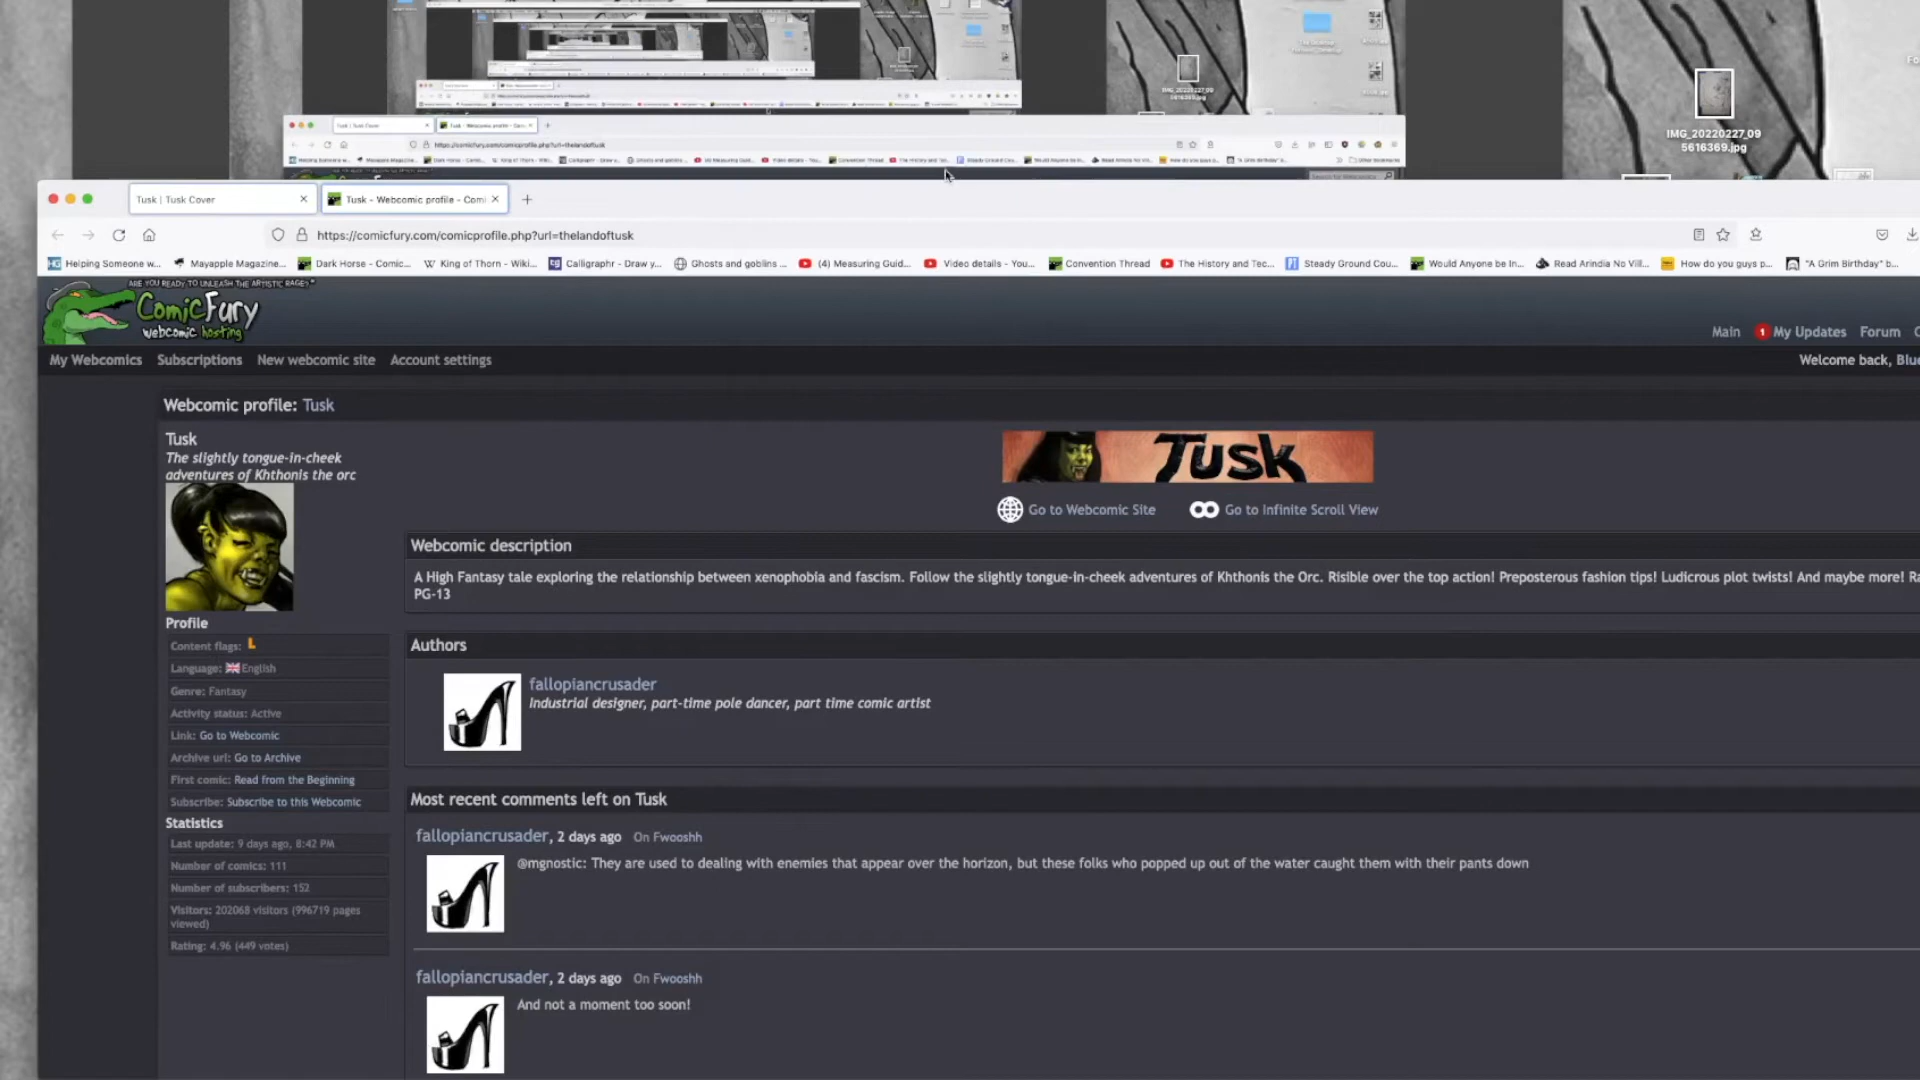 IMG_20220227_09
5616369.jpg
Tusk | Tusk Cover
Tusk - Webcomic profile - Comi
https://comicfury.com/comicprofile.php?url=thelandoftusk
Helping Someone w... Mayapple Magazine... Dark Horse - Comic... King of Thorn - Wiki... Calligraphr - Draw y... Ghosts and goblins ... (4) Measuring Guid... Video details - You... Convention Thread The History and Tec... Steady Ground Cou... Would Anyone be In... Read Arindia No Vill... How do you guys p... "A Grim Birthday" b...
ARE YOU READY TO UNLEASH THE ARTISTIC RAGE?
ComicFury
webcomic hosting
Main 1 My Updates Forum
My Webcomics Subscriptions New webcomic site Account settings
Welcome back, Blue
Webcomic profile: Tusk
Tusk
The slightly tongue-in-cheek
adventures of Khthonis the orc
Tusk
Go to Webcomic Site Go to Infinite Scroll View
Webcomic description
A High Fantasy tale exploring the relationship between xenophobia and fascism. Follow the slightly tongue-in-cheek adventures of Khthonis the Orc. Risible over the top action! Preposterous fashion tips! Ludicrous plot twists! And maybe more! Ra
PG-13
Profile
Content flags: L
Language: English
Genre: Fantasy
Activity status: Active
Link: Go to Webcomic
Archive url: Go to Archive
First comic: Read from the Beginning
Subscribe: Subscribe to this Webcomic
Statistics
Last update: 9 days ago, 8:42 PM
Number of comics: 111
Number of subscribers: 152
Visitors: 202068 visitors (996719 pages
viewed)
Rating: 4.96 (449 votes)
Authors
fallopiancrusader
Industrial designer, part-time pole dancer, part time comic artist
Most recent comments left on Tusk
fallopiancrusader, 2 days ago On Fwooshh
@mgnostic: They are used to dealing with enemies that appear over the horizon, but these folks who popped up out of the water caught them with their pants down
fallopiancrusader, 2 days ago On Fwooshh
And not a moment too soon!